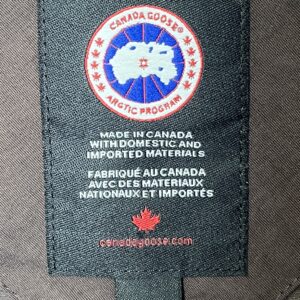 CANADA GOOSE®
ARCTIC PROGRAM
MADE IN CANADA
WITH DOMESTIC AND
IMPORTED MATERIALS
FABRIQUÉ AU CANADA
AVEC DES MATERIAUX
NATIONAUX ET IMPORTÉS
canadagoose.com